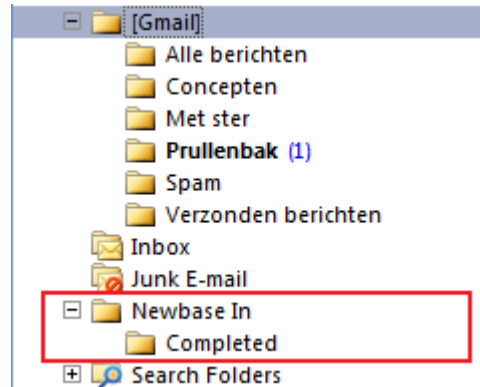 [Gmail]
Alle berichten
Concepten
Met ster
Prullenbak (1)
Spam
Verzonden berichten
Inbox
Junk E-mail
Newbase In
Completed
Search Folders